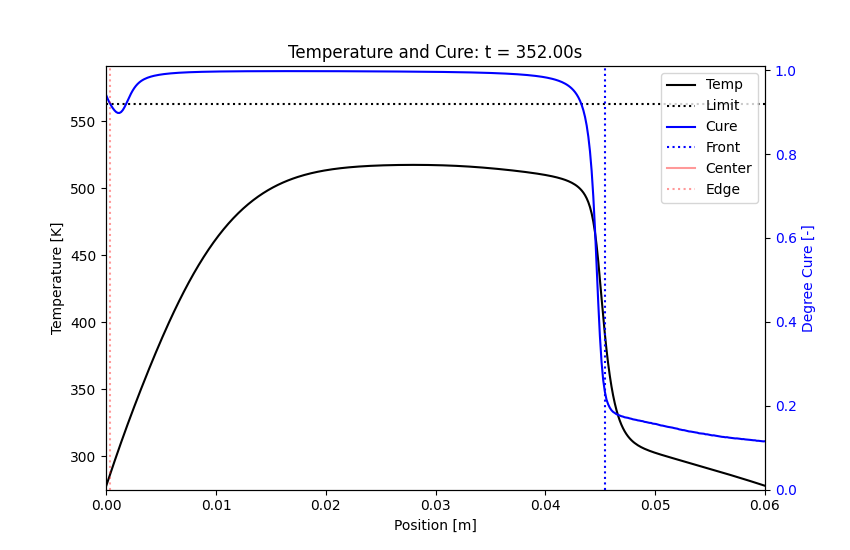 Temperature and Cure: t = 352.00s
Temp
Limit
Cure
Front
Center
Edge
Temperature [K]
550
500
450
400
350
300
Degree Cure [-]
1.0
0.8
0.6
0.4
0.2
0.0
0.00 0.01 0.02 0.03 0.04 0.05 0.06
Position [m]